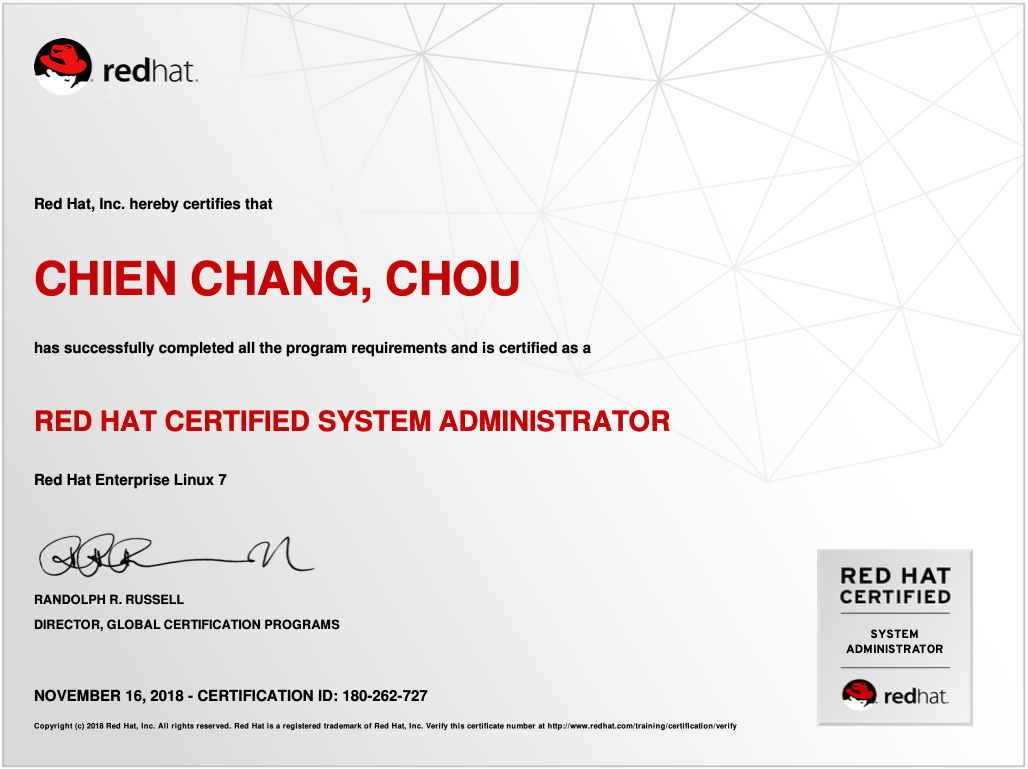 redhat.
Red Hat, Inc. hereby certifies that
CHIEN CHANG, CHOU
has successfully completed all the program requirements and is certified as a
RED HAT CERTIFIED SYSTEM ADMINISTRATOR
Red Hat Enterprise Linux 7
RANDOLPH R. RUSSELL
DIRECTOR, GLOBAL CERTIFICATION PROGRAMS
NOVEMBER 16, 2018 - CERTIFICATION ID: 180-262-727
Copyright (c) 2018 Red Hat, Inc. All rights reserved. Red Hat is a registered trademark of Red Hat, Inc. Verify this certificate number at http://www.redhat.com/training/certification/verify
RED HAT
CERTIFIED
SYSTEM
ADMINISTRATOR
redhat.